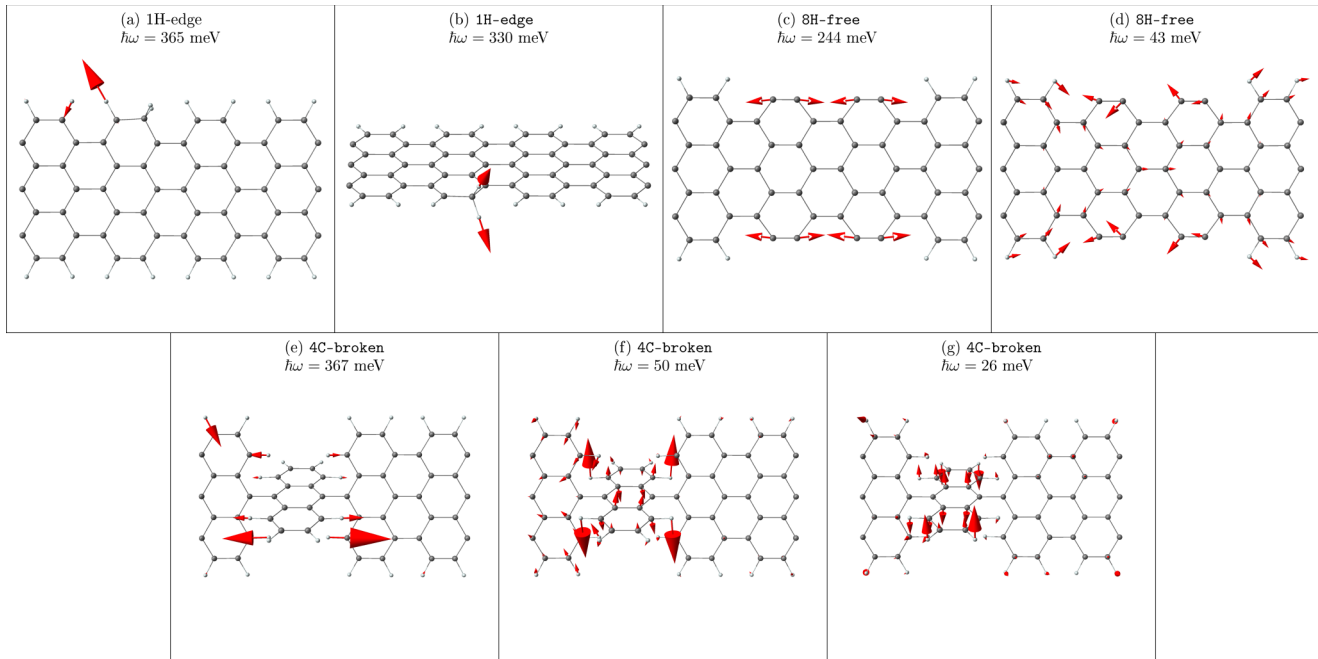 (a) 1H-edge
ℏω = 365 meV
(b) 1H-edge
ℏω = 330 meV
(c) 8H-free
ℏω = 244 meV
(d) 8H-free
ℏω = 43 meV
(e) 4C-broken
ℏω = 367 meV
(f) 4C-broken
ℏω = 50 meV
(g) 4C-broken
ℏω = 26 meV